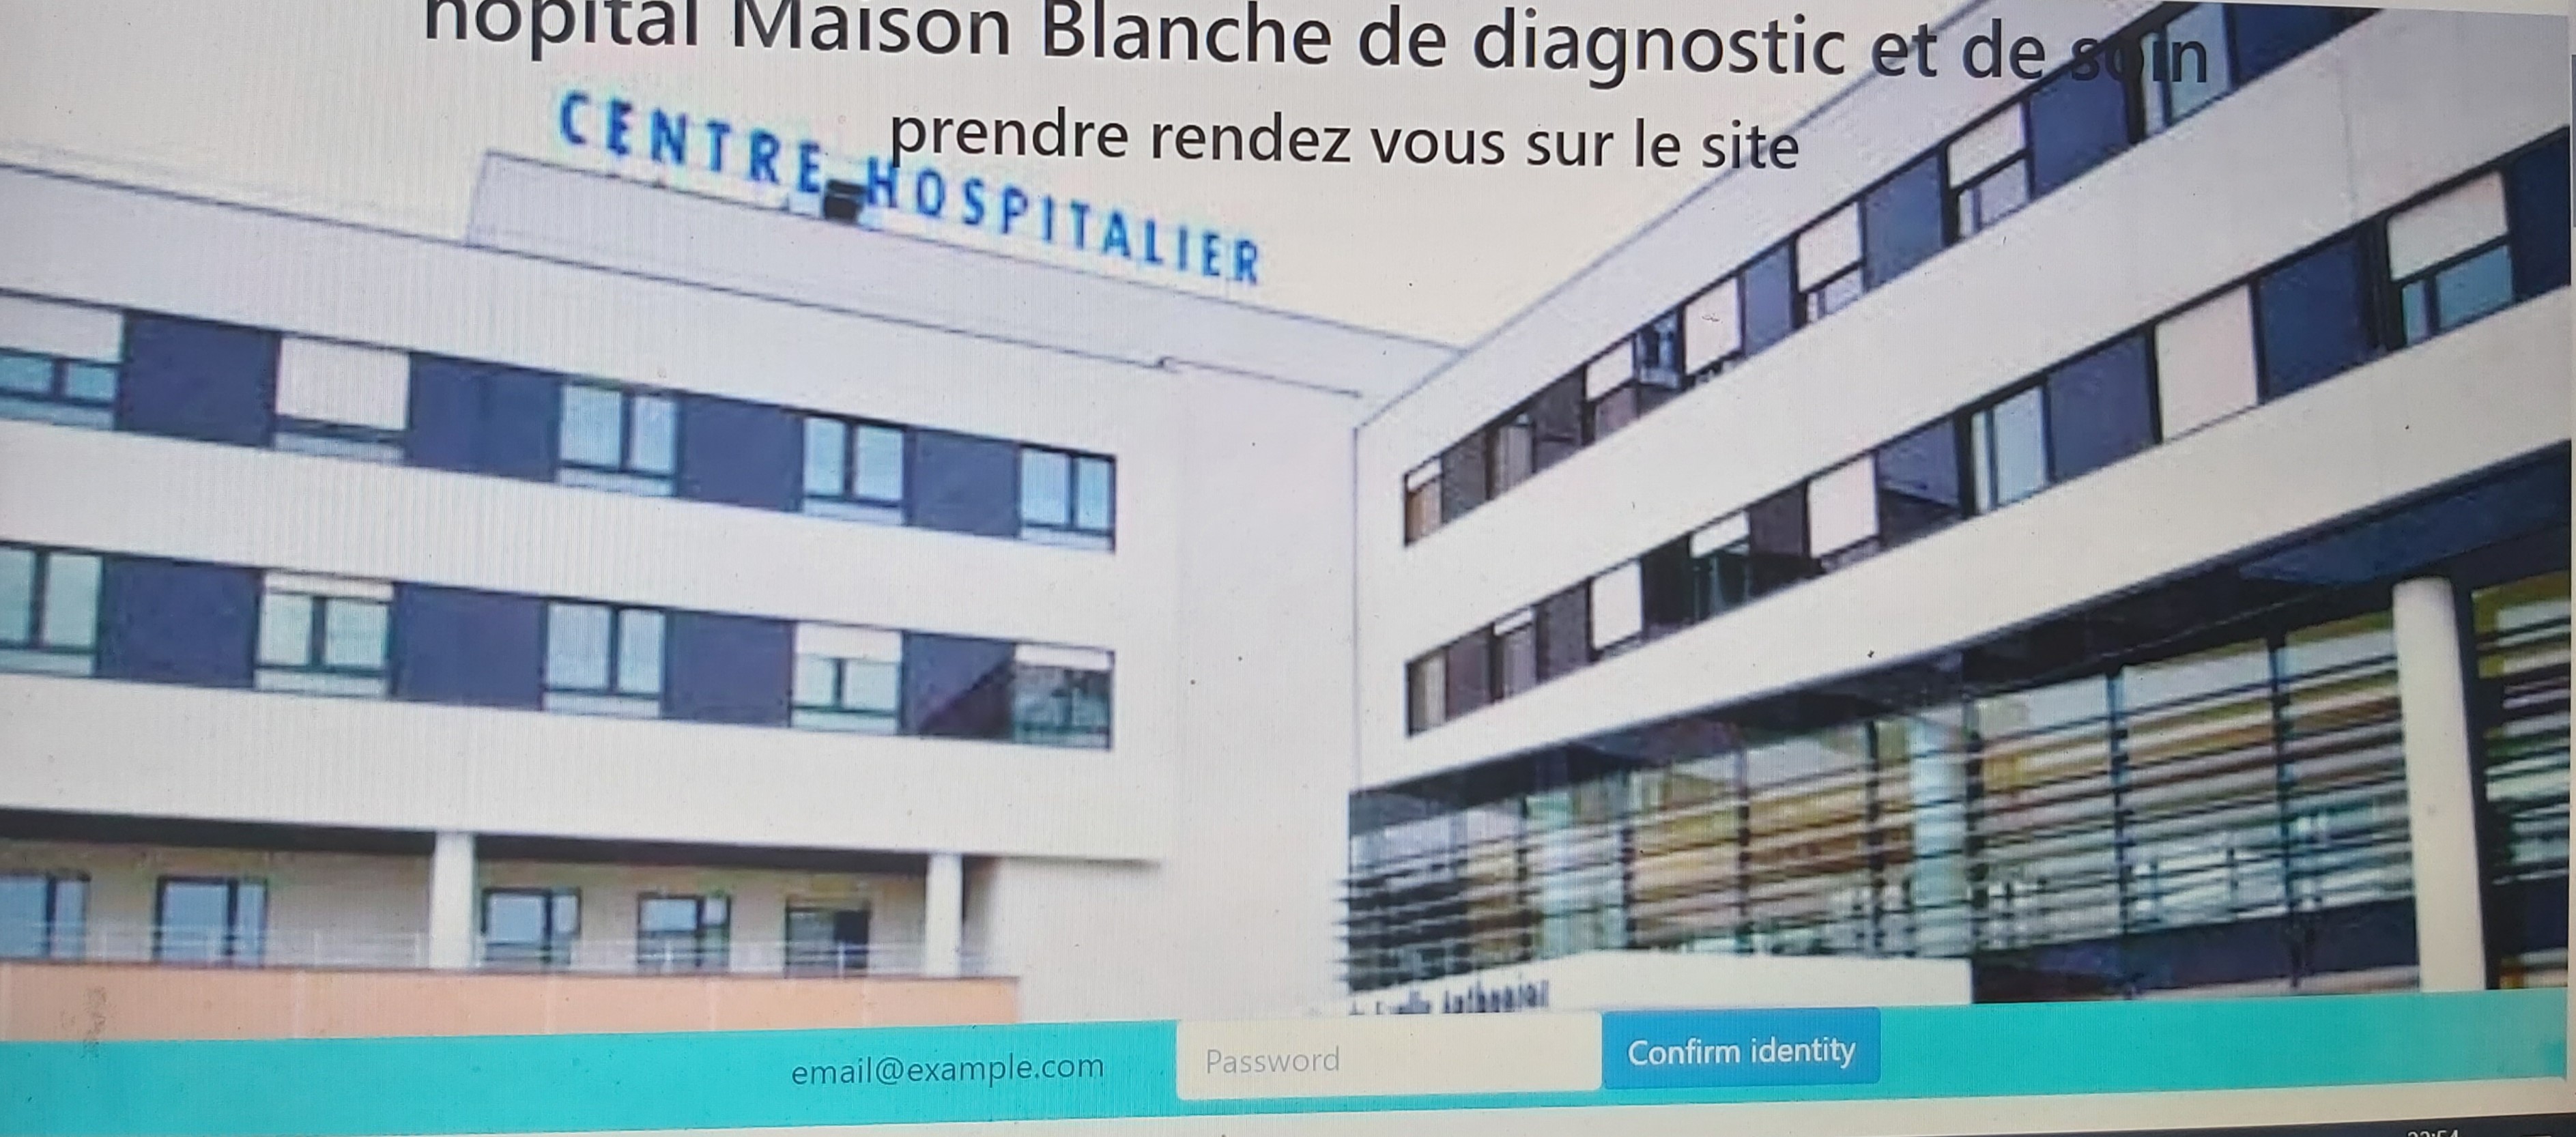 hôpital Maison Blanche de diagnostic et de soin
prendre rendez vous sur le site
CENTRE HOSPITALIER
email@example.com
Password
Confirm identity